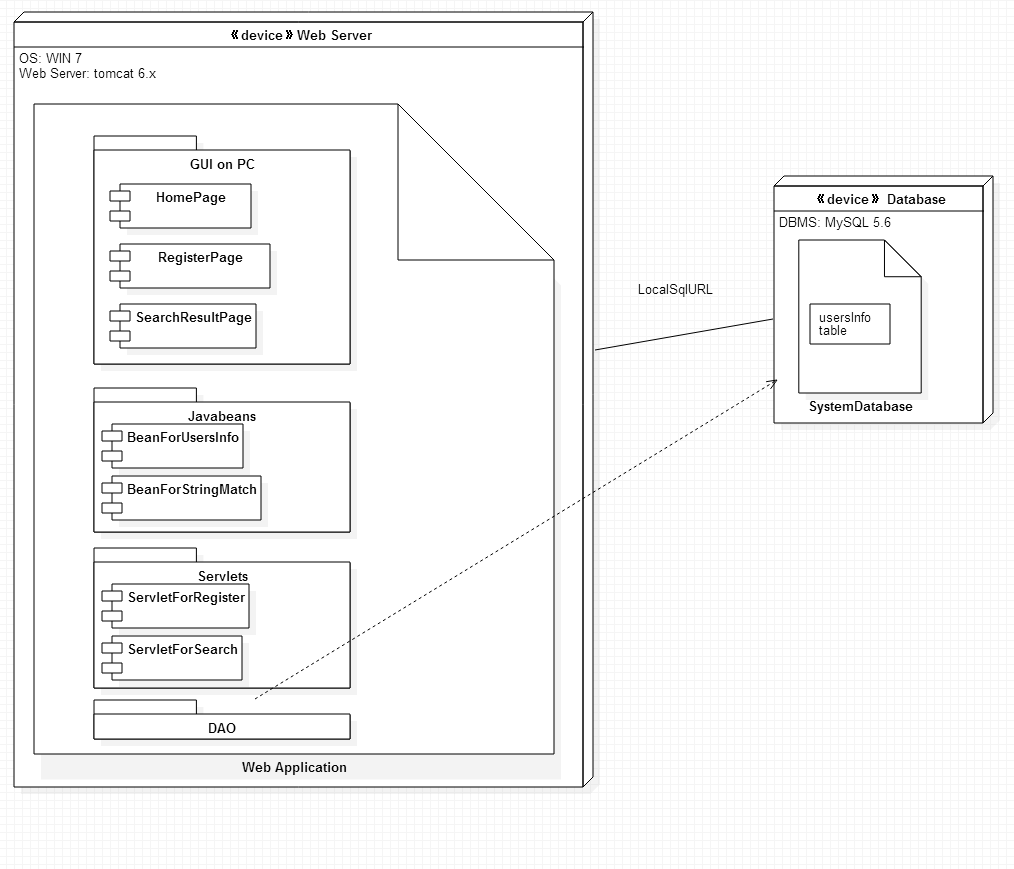 《device》Web Server
OS: WIN 7
Web Server: tomcat 6.x
GUI on PC
HomePage
RegisterPage
SearchResultPage
Javabeans
BeanForUsersInfo
BeanForStringMatch
Servlets
ServletForRegister
ServletForSearch
DAO
Web Application
LocalSqlURL
《device》 Database
DBMS: MySQL 5.6
usersInfo
table
SystemDatabase